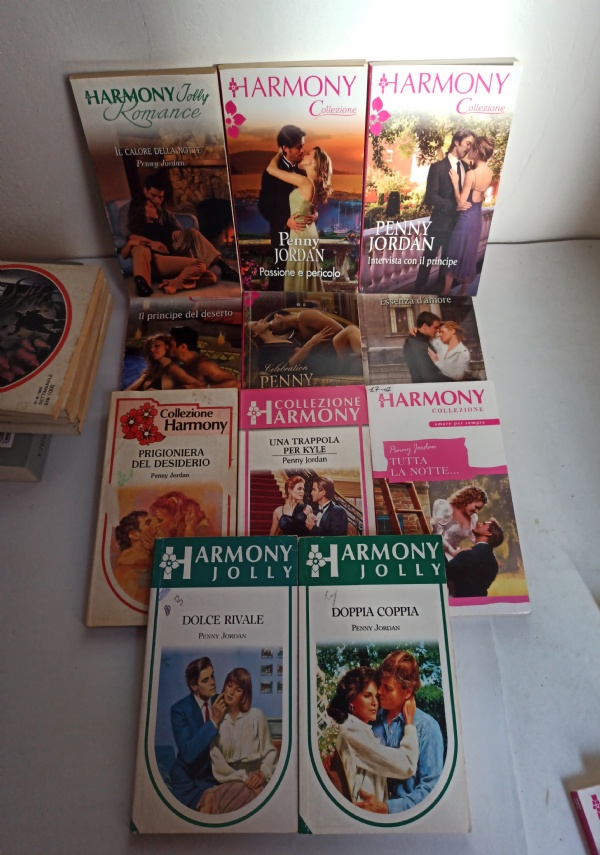 HARMONY Jolly
Romance
IL CALORE DELLA NOTTE
Penny Jordan
HARMONY
Collezione
Penny
JORDAN
Passione e pericolo
HARMONY
Collezione
PENNY
JORDAN
Intervista con il principe
Il principe del deserto
Celebration
PENNY
Essenza d'amore
Collezione
Harmony
PRIGIONIERA
DEL DESIDERIO
Penny Jordan
COLLEZIONE
HARMONY
UNA TRAPPOLA
PER KYLE
Penny Jordan
HARMONY
COLLEZIONE
amore per sempre
Penny Jordan
TUTTA
LA NOTTE...
HARMONY
JOLLY
DOLCE RIVALE
PENNY JORDAN
HARMONY
JOLLY
DOPPIA COPPIA
PENNY JORDAN